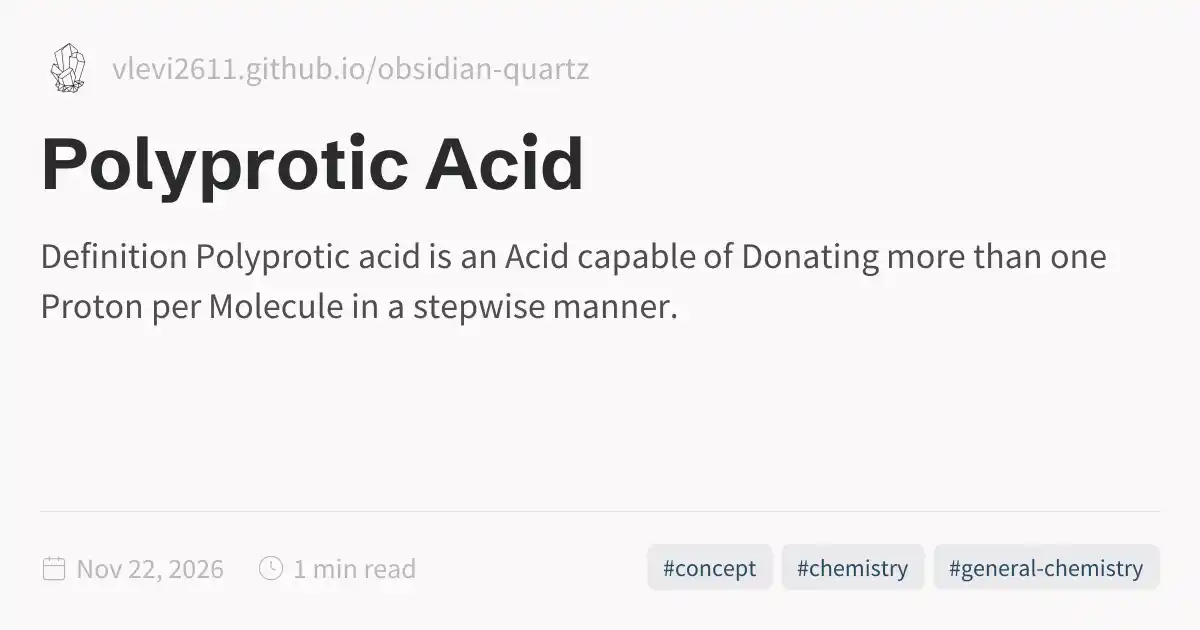 vlevi2611.github.io/obsidian-quartz
Polyprotic Acid
Definition Polyprotic acid is an Acid capable of Donating more than one
Proton per Molecule in a stepwise manner.
Nov 22, 2026 1 min read #concept #chemistry #general-chemistry